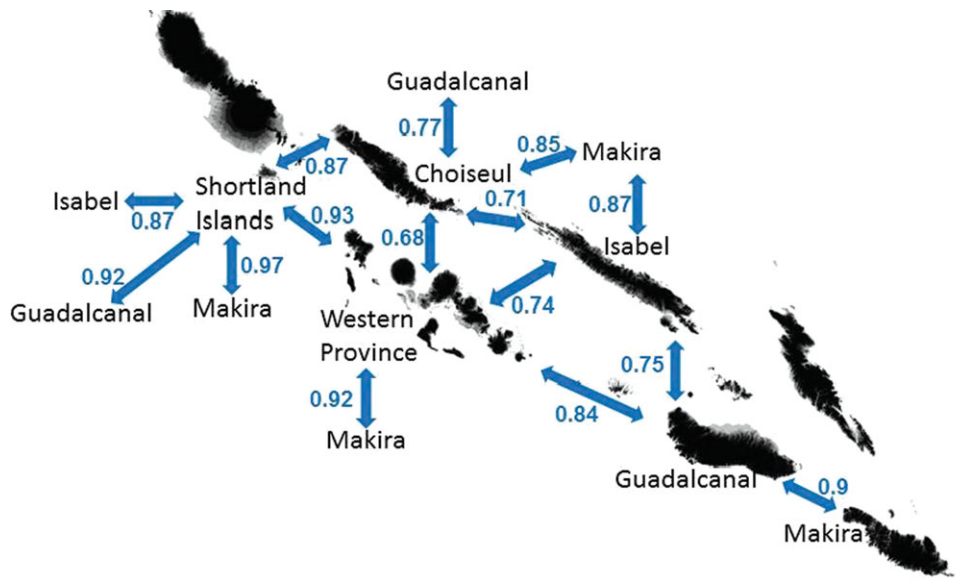 Guadalcanal
0.77
0.85
Makira
0.87
Choiseul
Shortland
Islands
Isabel
0.87
0.93
0.71
0.87
Isabel
0.68
0.92
0.97
Guadalcanal
Makira
0.74
Western
Province
0.75
0.92
0.84
Makira
Guadalcanal
0.9
Makira